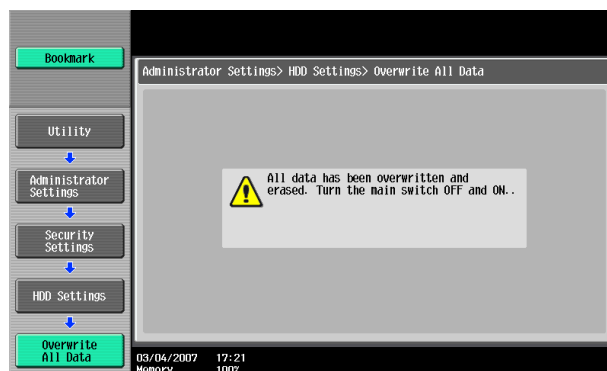 Bookmark
Administrator Settings> HDD Settings> Overwrite All Data
Utility
Administrator
Settings
Security
Settings
HDD Settings
Overwrite
All Data
All data has been overwritten and
erased. Turn the main switch OFF and ON..
03/04/2007 17:21
Memory 100%